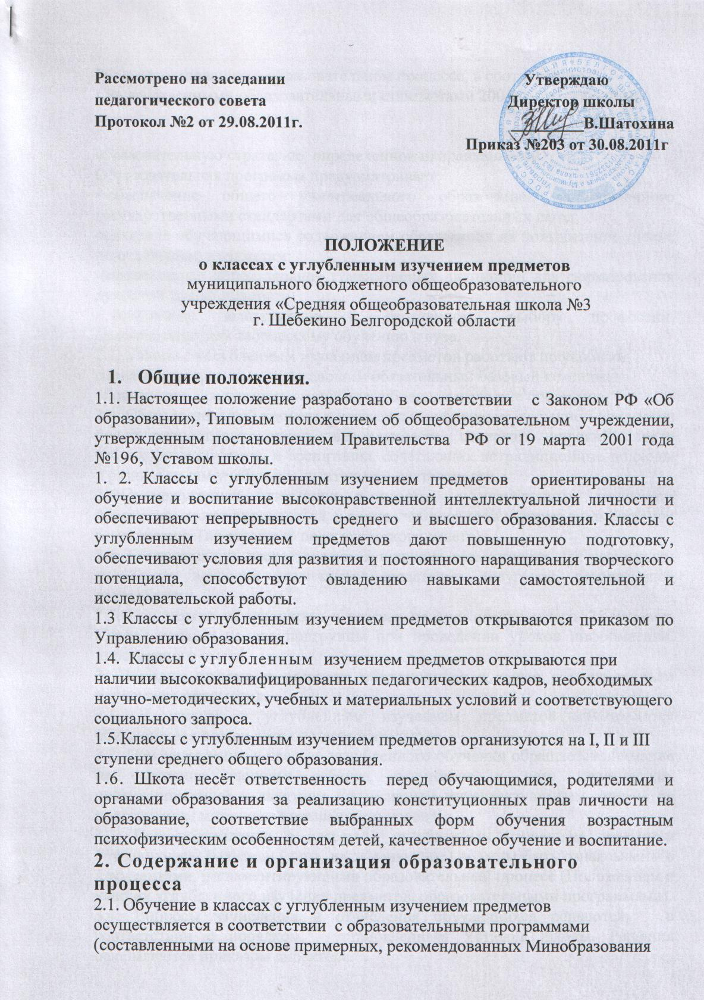 Рассмотрено на заседании
педагогического совета
Протокол №2 от 29.08.2011г.
Утверждаю
Директор школы
В.Шатохина
Приказ №203 от 30.08.2011г
ПОЛОЖЕНИЕ
о классах с углубленным изучением предметов
муниципального бюджетного общеобразовательного
учреждения «Средняя общеобразовательная школа №3
г. Шебекино Белгородской области
1. Общие положения.
1.1. Настоящее положение разработано в соответствии с Законом РФ «Об
образовании», Типовым положением об общеобразовательном учреждении,
утвержденным постановлением Правительства РФ or 19 марта 2001 года
№196, Уставом школы.
1. 2. Классы с углубленным изучением предметов ориентированы на
обучение и воспитание высоконравственной интеллектуальной личности и
обеспечивают непрерывность среднего и высшего образования. Классы с
углубленным изучением предметов дают повышенную подготовку,
обеспечивают условия для развития и постоянного наращивания творческого
потенциала, способствуют овладению навыками самостоятельной и
исследовательской работы.
1.3 Классы с углубленным изучением предметов открываются приказом по
Управлению образования.
1.4. Классы с углубленным изучением предметов открываются при
наличии высококвалифицированных педагогических кадров, необходимых
научно-методических, учебных и материальных условий и соответствующего
социального запроса.
1.5.Классы с углубленным изучением предметов организуются на I, II и III
ступени среднего общего образования.
1.6. Шкота несёт ответственность перед обучающимися, родителями и
органами образования за реализацию конституционных прав личности на
образование, соответствие выбранных форм обучения возрастным
психофизическим особенностям детей, качественное обучение и воспитание.
2. Содержание и организация образовательного
процесса
2.1. Обучение в классах с углубленным изучением предметов
осуществляется в соответствии с образовательными программами
(составленными на основе примерных, рекомендованных Минобразования